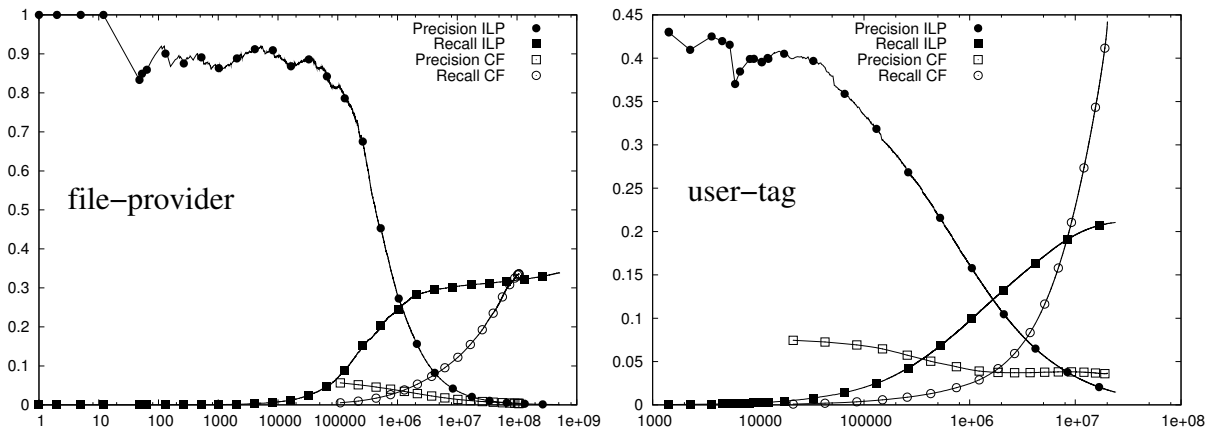 1
0.9
0.8
0.7
0.6
0.5
0.4
0.3
0.2
0.1
0
1 10 100 1000 10000 100000 1e+06 1e+07 1e+08 1e+09
Precision ILP
Recall ILP
Precision CF
Recall CF
file−provider
0.45
0.4
0.35
0.3
0.25
0.2
0.15
0.1
0.05
0
1000 10000 100000 1e+06 1e+07 1e+08
Precision ILP
Recall ILP
Precision CF
Recall CF
user−tag